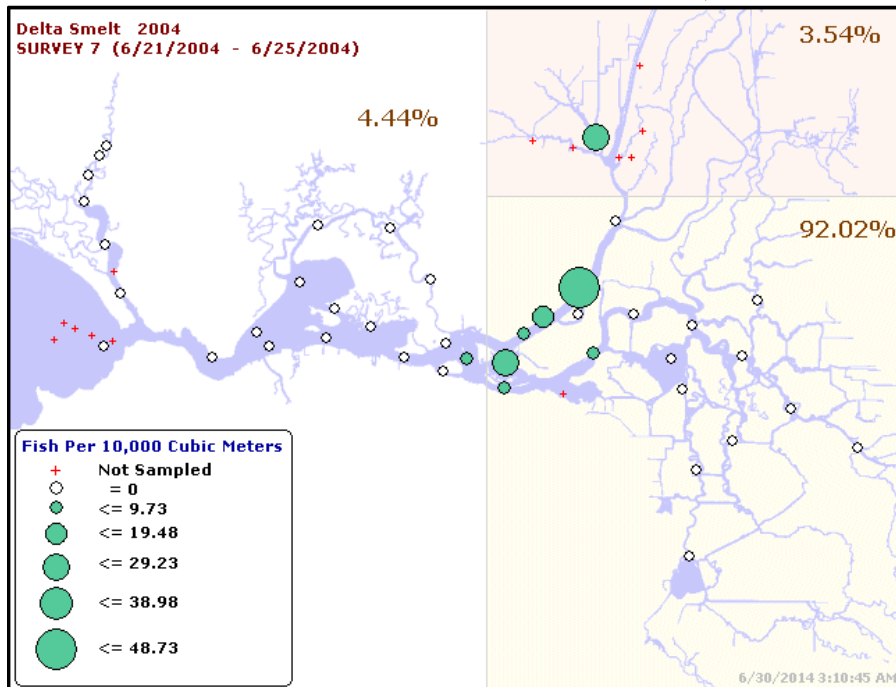 Delta Smelt 2004
SURVEY 7 (6/21/2004 - 6/25/2004)
3.54%
4.44%
92.02%
Fish Per 10,000 Cubic Meters
Not Sampled
= 0
<= 9.73
<= 19.48
<= 29.23
<= 38.98
<= 48.73
6/30/2014 3:10:45 AM